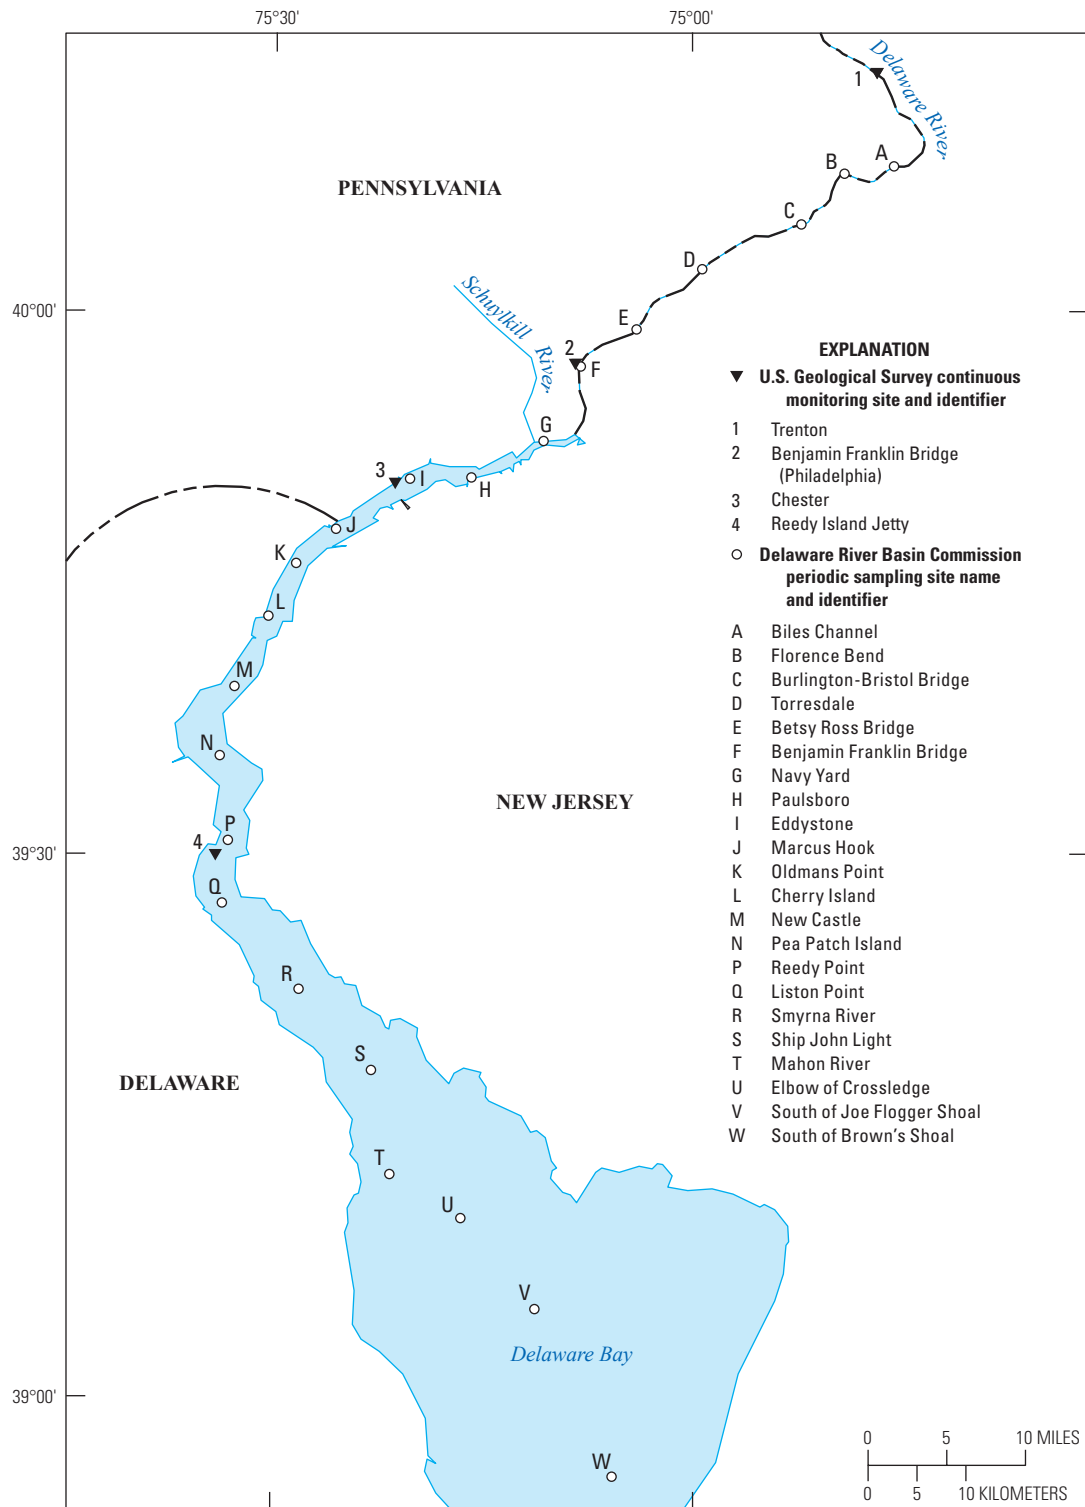 75°30'
75°00'
Delaware River
1
A
B
PENNSYLVANIA
C
D
Schuylkill River
40°00'
E
2
F
G
3
I
H
J
K
L
M
N
NEW JERSEY
P
4
39°30'
Q
R
S
DELAWARE
T
U
V
Delaware Bay
39°00'
W
EXPLANATION
U.S. Geological Survey continuous
monitoring site and identifier
1 Trenton
2 Benjamin Franklin Bridge
(Philadelphia)
3 Chester
4 Reedy Island Jetty
Delaware River Basin Commission
periodic sampling site name
and identifier
A Biles Channel
B Florence Bend
C Burlington-Bristol Bridge
D Torresdale
E Betsy Ross Bridge
F Benjamin Franklin Bridge
G Navy Yard
H Paulsboro
I Eddystone
J Marcus Hook
K Oldmans Point
L Cherry Island
M New Castle
N Pea Patch Island
P Reedy Point
Q Liston Point
R Smyrna River
S Ship John Light
T Mahon River
U Elbow of Crossledge
V South of Joe Flogger Shoal
W South of Brown's Shoal
0 5 10 MILES
0 5 10 KILOMETERS